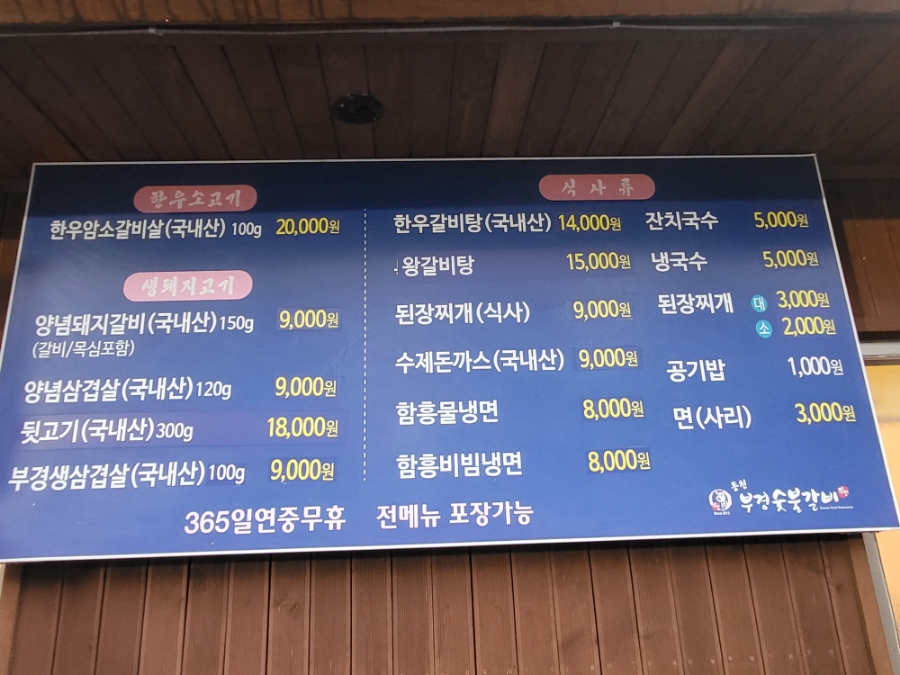 한우소고기
한우암소갈비살(국내산) 100g 20,000원
생돼지고기
양념돼지갈비(국내산) 150g 9,000원
(갈비/목심포함)
양념삼겹살(국내산) 120g 9,000원
뒷고기(국내산) 300g 18,000원
부경생삼겹살(국내산) 100g 9,000원
식사류
한우갈비탕(국내산) 14,000원
왕갈비탕 15,000원
된장찌개(식사) 9,000원
수제돈까스(국내산) 9,000원
함흥물냉면 8,000원
함흥비빔냉면 8,000원
잔치국수 5,000원
냉국수 5,000원
된장찌개 대 3,000원
소 2,000원
공기밥 1,000원
면(사리) 3,000원
365일연중무휴 전메뉴 포장가능
부경숯불갈비